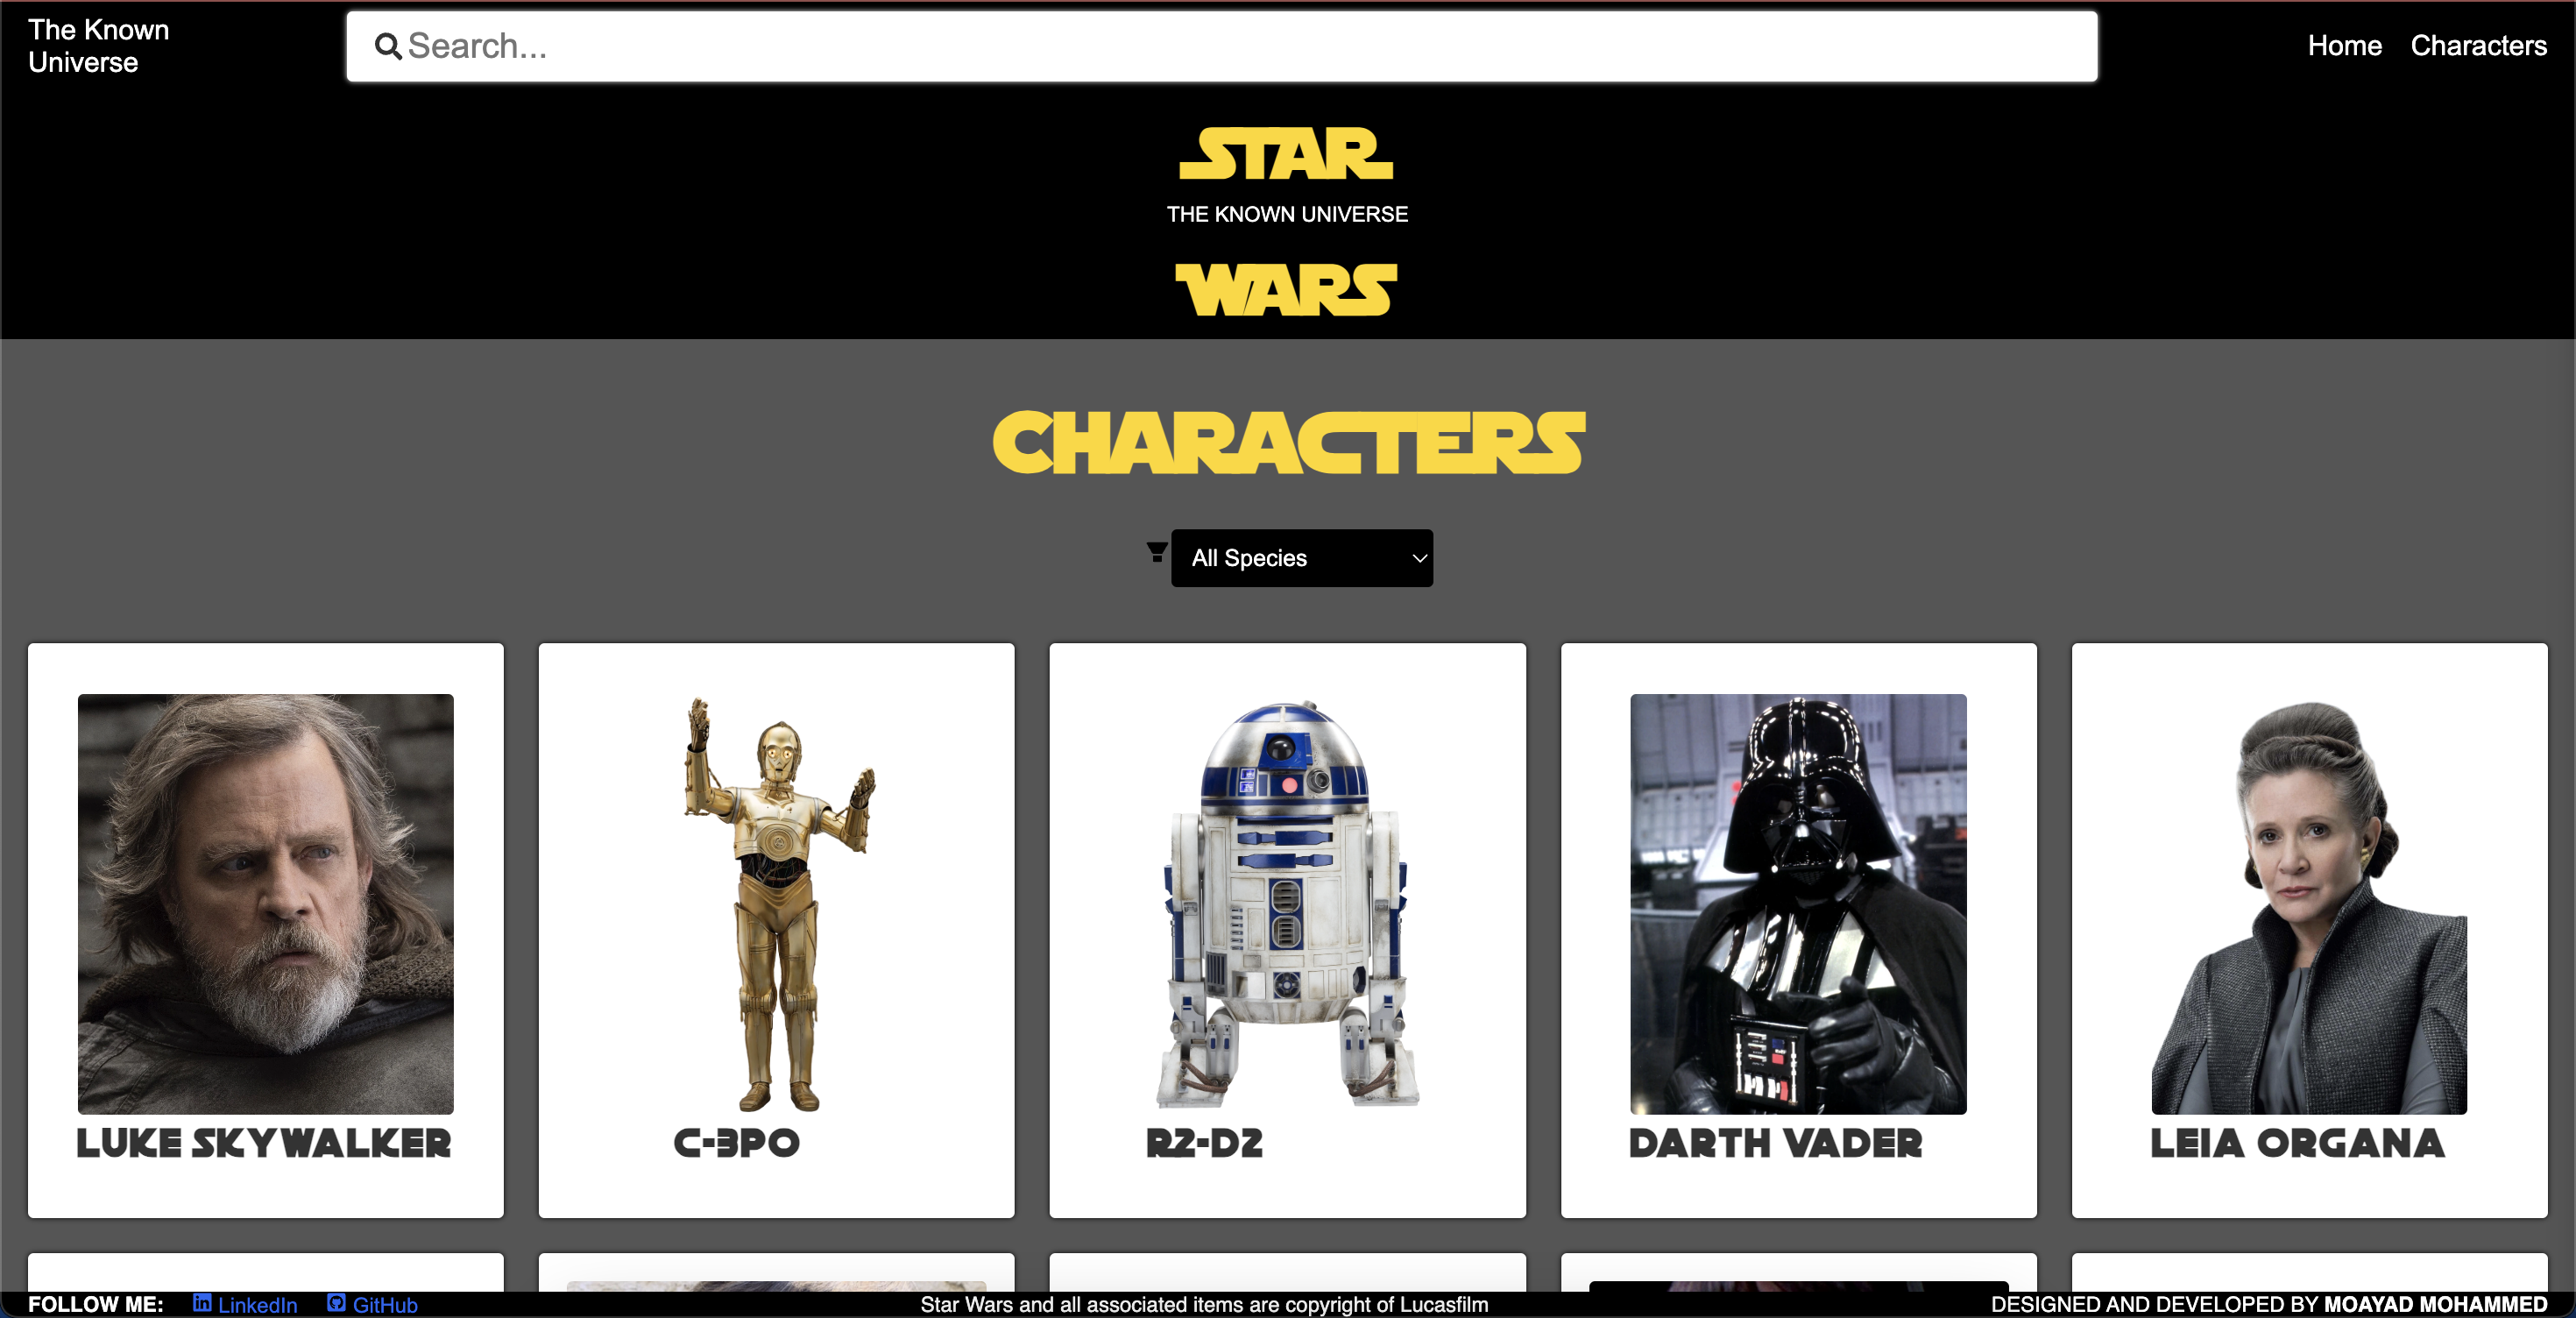 The Known
Universe
Search...
Home
Characters
STAR
THE KNOWN UNIVERSE
WARS
CHARACTERS
All Species
LUKE SKYWALKER
C-3PO
R2-D2
DARTH VADER
LEIA ORGANA
FOLLOW ME:
LinkedIn
GitHub
Star Wars and all associated items are copyright of Lucasfilm
DESIGNED AND DEVELOPED BY MOAYAD MOHAMMED